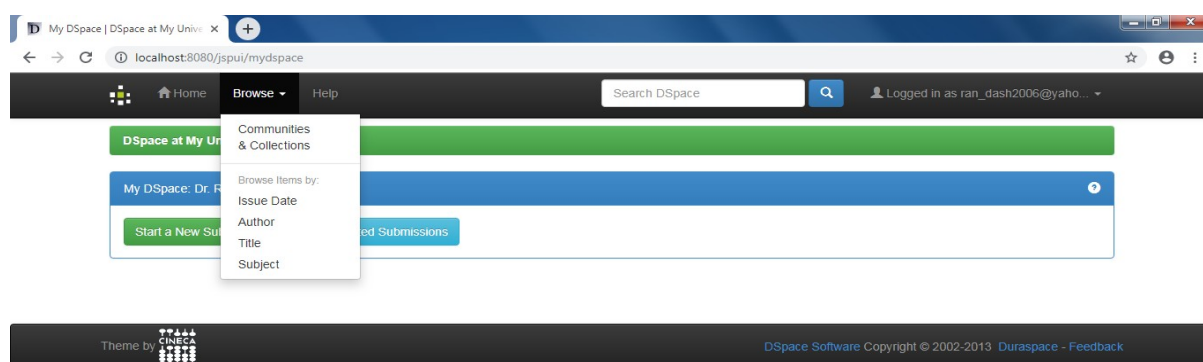 My DSpace | DSpace at My Unive
localhost:8080/jspui/mydspace
Home Browse Help Search DSpace Logged in as ran_dash2006@yaho...
Communities
& Collections
DSpace at My Un
Browse Items by:
My DSpace: Dr. R
Issue Date
Author
Start a New Sul ed Submissions
Title
Subject
Theme by CINECA DSpace Software Copyright © 2002-2013 Duraspace - Feedback